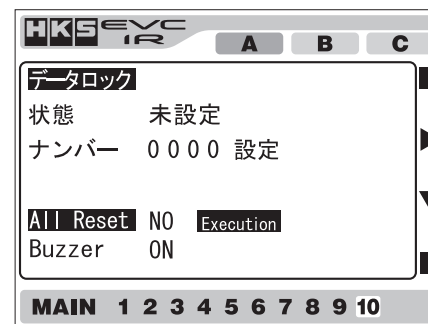 HKS EVC
IR
A B C
データロック
状態 未設定
ナンバー 0000 設定
All Reset NO Execution
Buzzer ON
MAIN 1 2 3 4 5 6 7 8 9 10